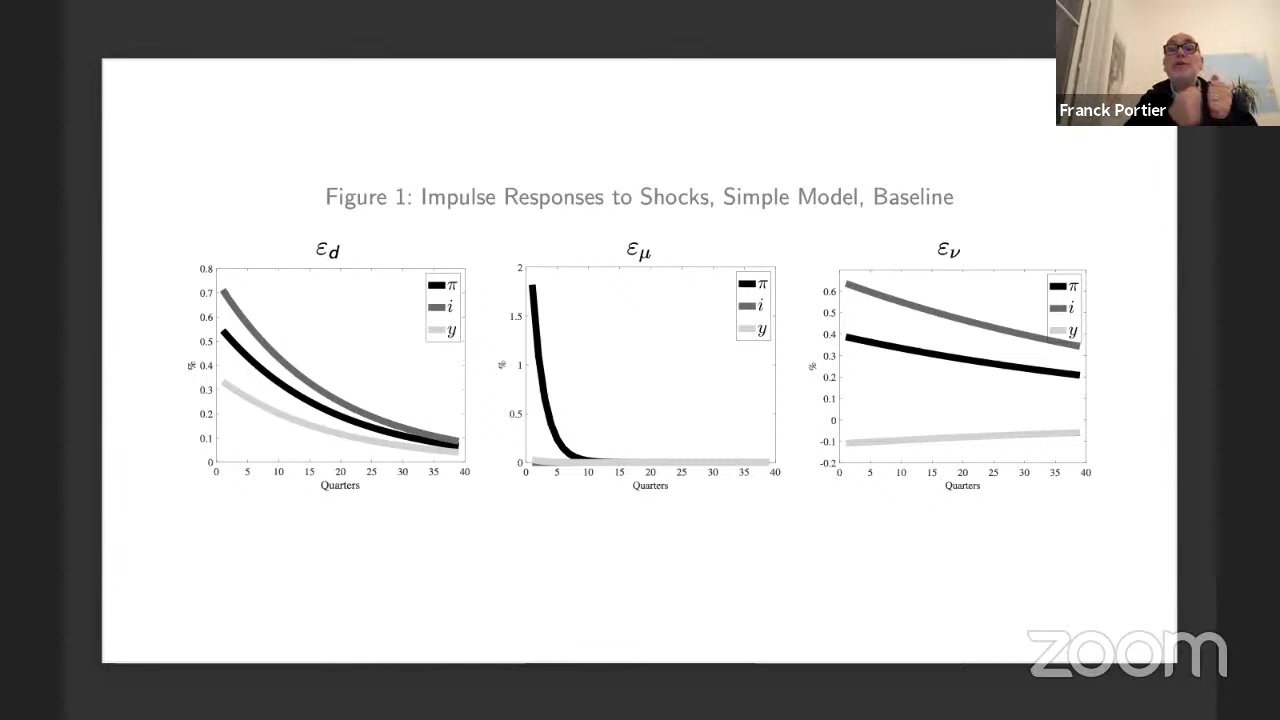 Franck Portier
Figure 1: Impulse Responses to Shocks, Simple Model, Baseline
ε_d
0.8
0.7
0.6
0.5
0.4
0.3
0.2
0.1
0
%
0 5 10 15 20 25 30 35 40
Quarters
π
i
y
ε_μ
2
1.5
1
0.5
0
%
0 5 10 15 20 25 30 35 40
Quarters
π
i
y
ε_ν
0.6
0.5
0.4
0.3
0.2
0.1
0
-0.1
-0.2
%
0 5 10 15 20 25 30 35 40
Quarters
π
i
y
zoom